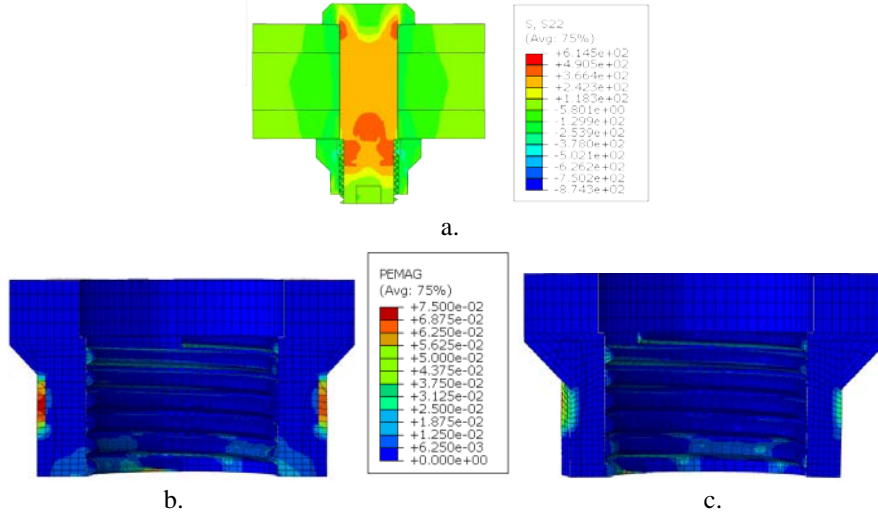 S, S22
(Avg: 75%)
+6.145e+02
+4.905e+02
+3.664e+02
+2.423e+02
+1.183e+02
-5.801e+00
-1.299e+02
-2.539e+02
-3.780e+02
-5.021e+02
-6.262e+02
-7.502e+02
-8.743e+02
a.
PEMAG
(Avg: 75%)
+7.500e-02
+6.875e-02
+6.250e-02
+5.625e-02
+5.000e-02
+4.375e-02
+3.750e-02
+3.125e-02
+2.500e-02
+1.875e-02
+1.250e-02
+6.250e-03
+0.000e+00
b.
c.